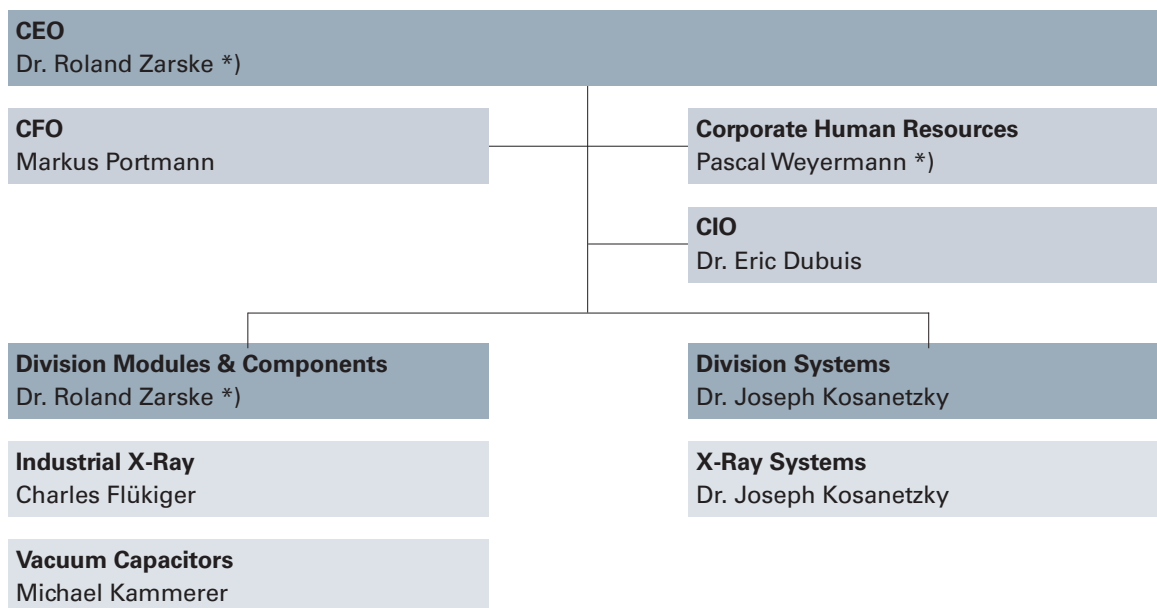 CEO
Dr. Roland Zarske *)
CFO
Markus Portmann
Corporate Human Resources
Pascal Weyermann *)
CIO
Dr. Eric Dubuis
Division Modules & Components
Dr. Roland Zarske *)
Division Systems
Dr. Joseph Kosanetzky
Industrial X-Ray
Charles Flükiger
X-Ray Systems
Dr. Joseph Kosanetzky
Vacuum Capacitors
Michael Kammerer